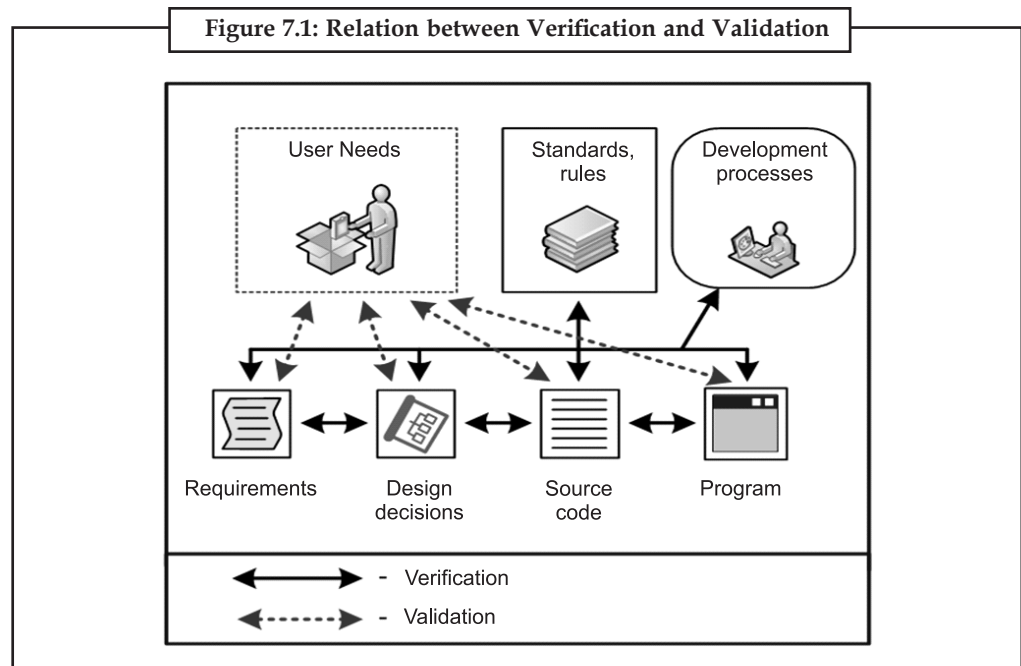 Figure 7.1: Relation between Verification and Validation
User Needs
Standards,
rules
Development
processes
Requirements
Design
decisions
Source
code
Program
- Verification
- Validation